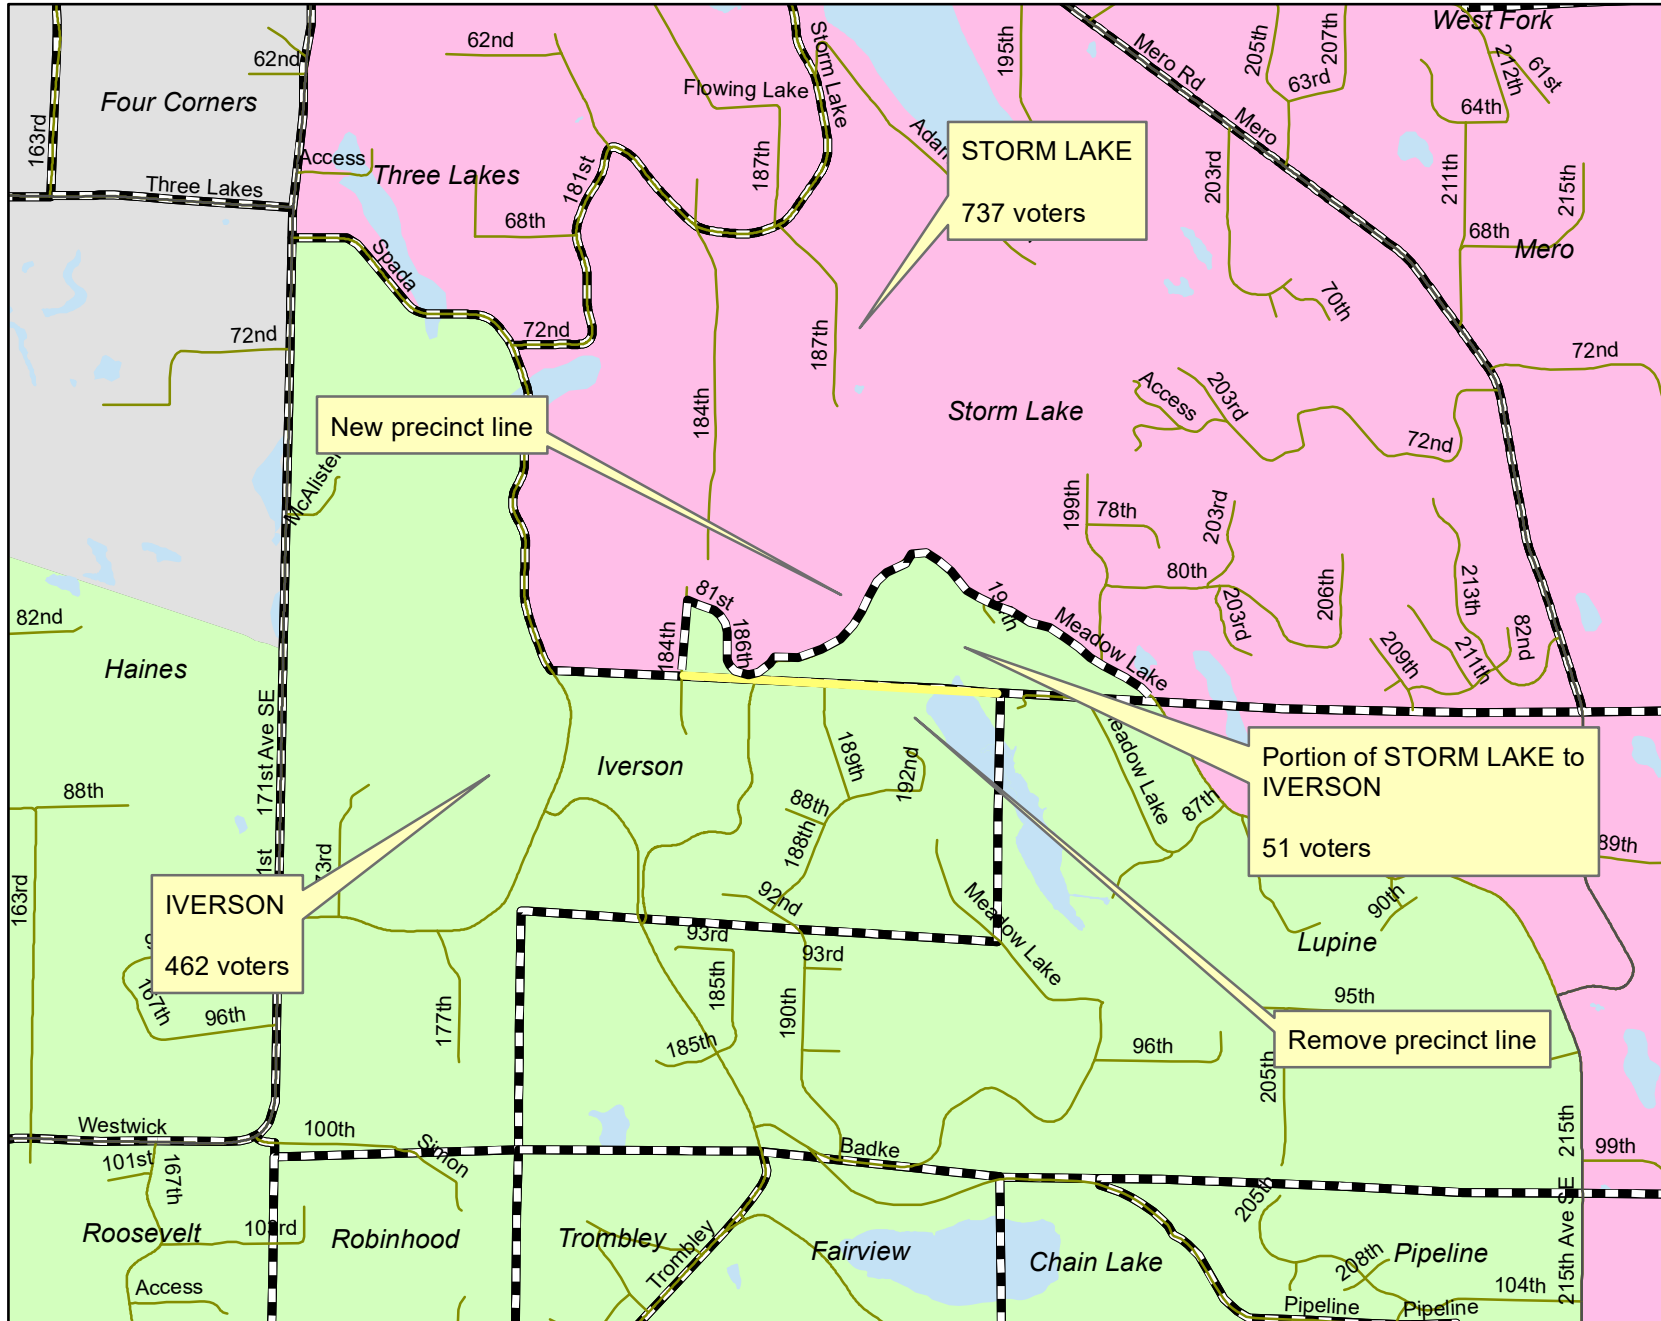 West Fork
62nd
Storm Lake
195th
205th
207th
Mero Rd
212th
61st
62nd
63rd
Flowing Lake
Four Corners
64th
163rd
Mero
187th
STORM LAKE
737 voters
Access
Three Lakes
181st
203rd
211th
215th
Three Lakes
68th
68th
Mero
Spada
70th
72nd
72nd
187th
72nd
Access
203rd
184th
Storm Lake
New precinct line
72nd
McAlister
199th
78th
203rd
80th
206th
213th
81st
203rd
82nd
82nd
184th
186th
Meadow Lake
209th
211th
Haines
171st Ave SE
Iverson
189th
192nd
Portion of STORM LAKE to
IVERSON
51 voters
88th
88th
87th
188th
89th
IVERSON
462 voters
163rd
92nd
Meadow Lake
90th
93rd
93rd
Lupine
167th
96th
177th
185th
190th
95th
185th
96th
205th
Remove precinct line
Westwick
100th
Simon
Badke
215th
99th
101st
167th
205th
215th Ave SE
Roosevelt
103rd
Robinhood
Trombley
Trombley
Fairview
Chain Lake
208th
Pipeline
Access
104th
Pipeline
Pipeline